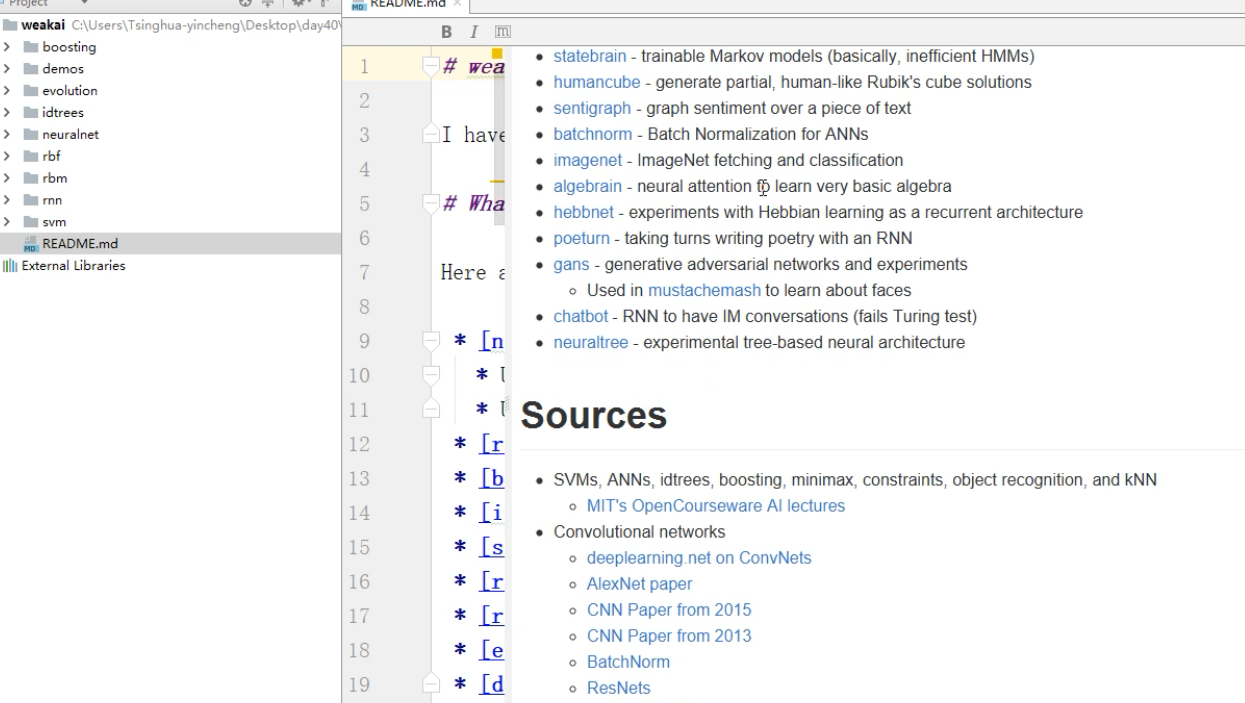 Project
README.md
weakai C:\Users\Tsinghua-yincheng\Desktop\day40\
boosting
demos
evolution
idtrees
neuralnet
rbf
rbm
rnn
svm
README.md
External Libraries
B I m
1 # wea
2
3 I have
4
5 # Wha
6
7 Here a
8
9 * [n
10 * U
11 * U
12 * [r
13 * [b
14 * [i
15 * [s
16 * [r
17 * [r
18 * [e
19 * [d
statebrain - trainable Markov models (basically, inefficient HMMs)
humancube - generate partial, human-like Rubik's cube solutions
sentigraph - graph sentiment over a piece of text
batchnorm - Batch Normalization for ANNs
imagenet - ImageNet fetching and classification
algebrain - neural attention to learn very basic algebra
hebbnet - experiments with Hebbian learning as a recurrent architecture
poeturn - taking turns writing poetry with an RNN
gans - generative adversarial networks and experiments
Used in mustachemash to learn about faces
chatbot - RNN to have IM conversations (fails Turing test)
neuraltree - experimental tree-based neural architecture
Sources
SVMs, ANNs, idtrees, boosting, minimax, constraints, object recognition, and kNN
MIT's OpenCourseware AI lectures
Convolutional networks
deeplearning.net on ConvNets
AlexNet paper
CNN Paper from 2015
CNN Paper from 2013
BatchNorm
ResNets